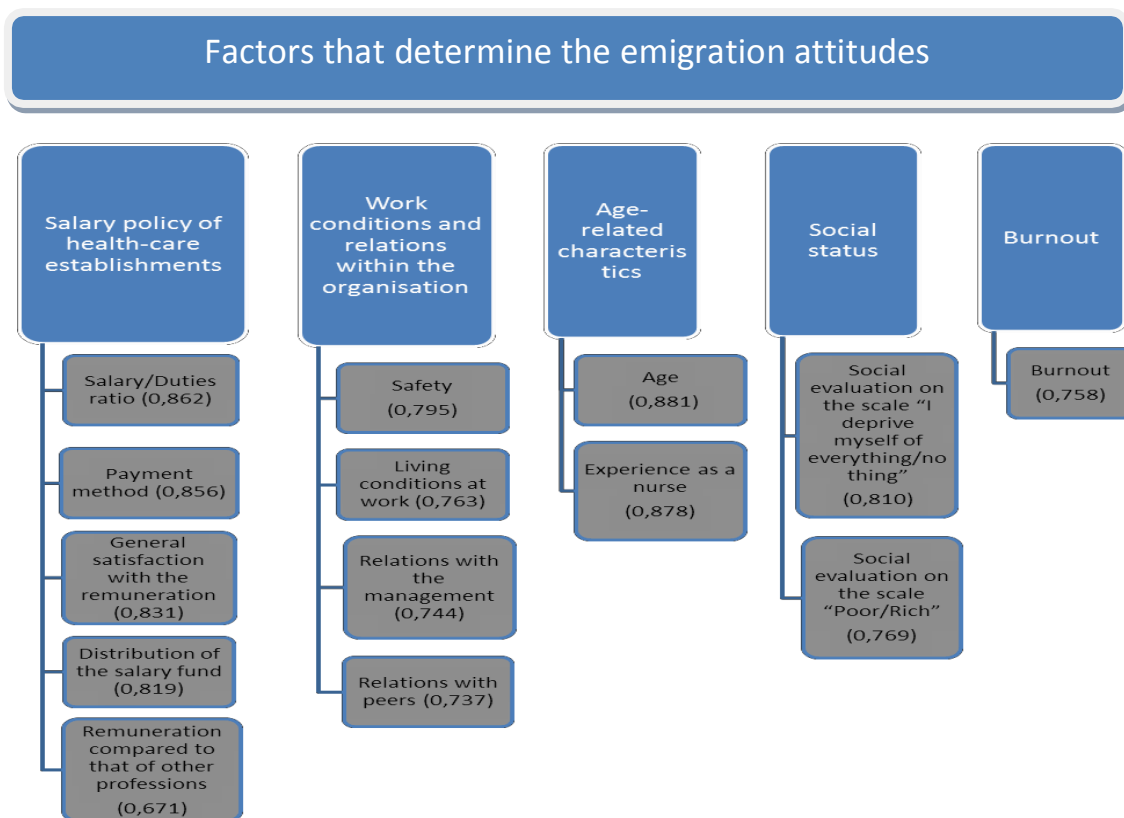 Factors that determine the emigration attitudes
Salary policy of
health-care
establishments
Salary/Duties
ratio (0,862)
Payment
method (0,856)
General
satisfaction
with the
remuneration
(0,831)
Distribution of
the salary fund
(0,819)
Remuneration
compared to
that of other
professions
(0,671)
Work
conditions and
relations
within the
organisation
Safety
(0,795)
Living
conditions at
work (0,763)
Relations with
the
management
(0,744)
Relations with
peers (0,737)
Age-
related
characteris
tics
Age
(0,881)
Experience as a
nurse
(0,878)
Social
status
Social
evaluation on
the scale “I
deprive
myself of
everything/no
thing”
(0,810)
Social
evaluation on
the scale
“Poor/Rich”
(0,769)
Burnout
Burnout
(0,758)